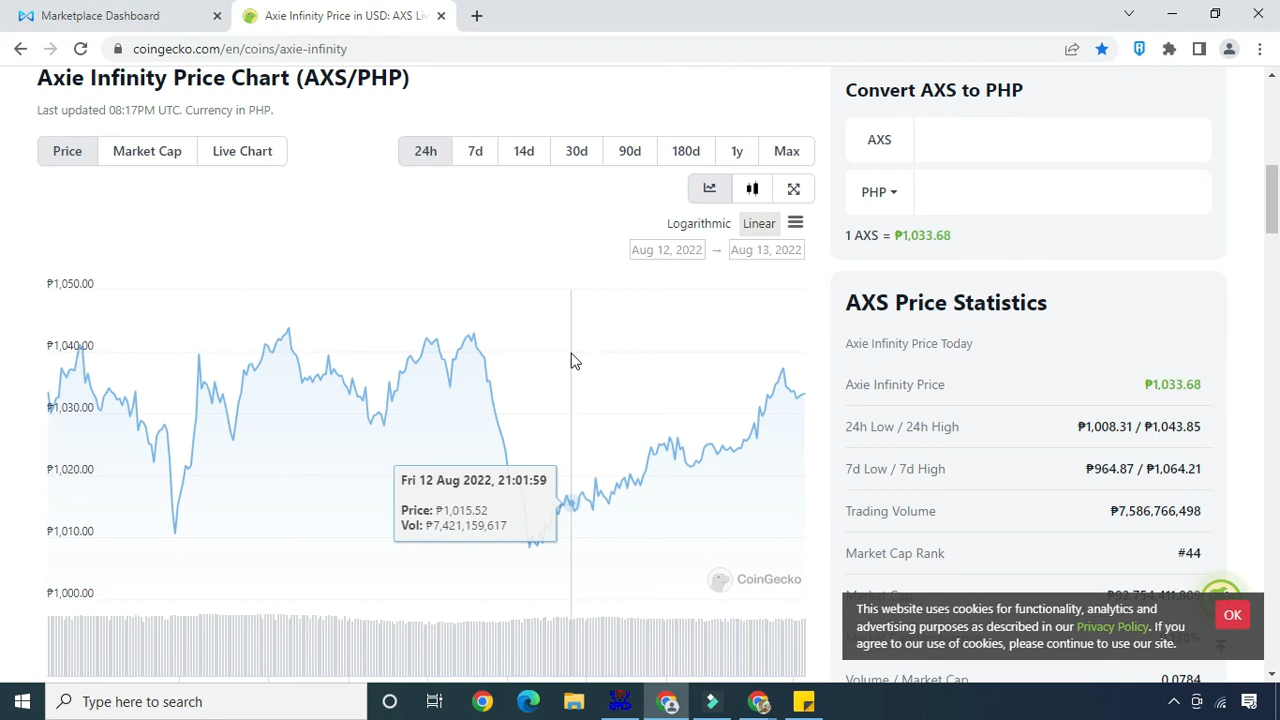 Marketplace Dashboard
Axie Infinity Price in USD: AXS Liv
coingecko.com/en/coins/axie-infinity
Axie Infinity Price Chart (AXS/PHP)
Last updated 08:17PM UTC. Currency in PHP.
Price
Market Cap
Live Chart
24h
7d
14d
30d
90d
180d
1y
Max
Logarithmic
Linear
Aug 12, 2022 → Aug 13, 2022
₱1,050.00
₱1,040.00
₱1,030.00
₱1,020.00
₱1,010.00
₱1,000.00
Fri 12 Aug 2022, 21:01:59
Price: ₱1,015.52
Vol: ₱7,421,159,617
CoinGecko
Convert AXS to PHP
AXS
PHP
1 AXS = ₱1,033.68
AXS Price Statistics
Axie Infinity Price Today
Axie Infinity Price ₱1,033.68
24h Low / 24h High ₱1,008.31 / ₱1,043.85
7d Low / 7d High ₱964.87 / ₱1,064.21
Trading Volume ₱7,586,766,498
Market Cap Rank #44
Market Cap ₱92,754,411,809
This website uses cookies for functionality, analytics and
advertising purposes as described in our Privacy Policy. If you
agree to our use of cookies, please continue to use our site.
OK
Volume / Market Cap 0.0784
Type here to search